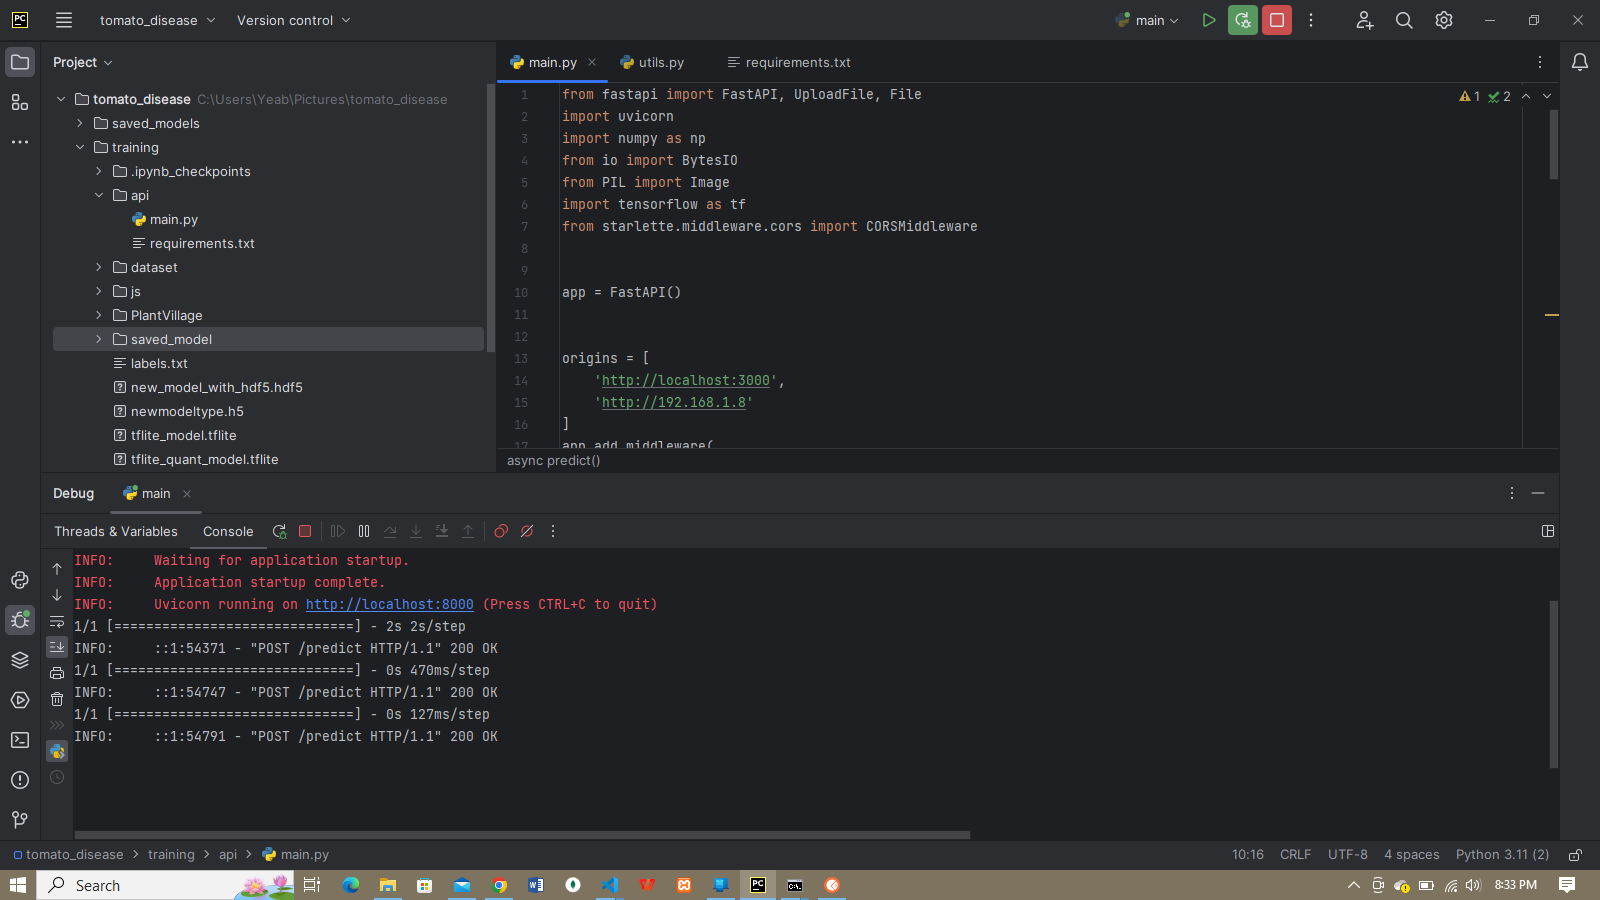 PC
tomato_disease
Version control
main
Project
main.py
utils.py
requirements.txt
tomato_disease C:\Users\Yeab\Pictures\tomato_disease
saved_models
training
.ipynb_checkpoints
api
main.py
requirements.txt
dataset
js
PlantVillage
saved_model
labels.txt
new_model_with_hdf5.hdf5
newmodeltype.h5
tflite_model.tflite
tflite_quant_model.tflite
1 from fastapi import FastAPI, UploadFile, File
2 import uvicorn
3 import numpy as np
4 from io import BytesIO
5 from PIL import Image
6 import tensorflow as tf
7 from starlette.middleware.cors import CORSMiddleware
8
9
10 app = FastAPI()
11
12
13 origins = [
14 'http://localhost:3000',
15 'http://192.168.1.8'
16 ]
17 app.add_middleware(
1 2
async predict()
Debug
main
Threads & Variables
Console
INFO: Waiting for application startup.
INFO: Application startup complete.
INFO: Uvicorn running on http://localhost:8000 (Press CTRL+C to quit)
1/1 [==============================] - 2s 2s/step
INFO: ::1:54371 - "POST /predict HTTP/1.1" 200 OK
1/1 [==============================] - 0s 470ms/step
INFO: ::1:54747 - "POST /predict HTTP/1.1" 200 OK
1/1 [==============================] - 0s 127ms/step
INFO: ::1:54791 - "POST /predict HTTP/1.1" 200 OK
tomato_disease > training > api > main.py
10:16 CRLF UTF-8 4 spaces Python 3.11 (2)
Search
PC
8:33 PM